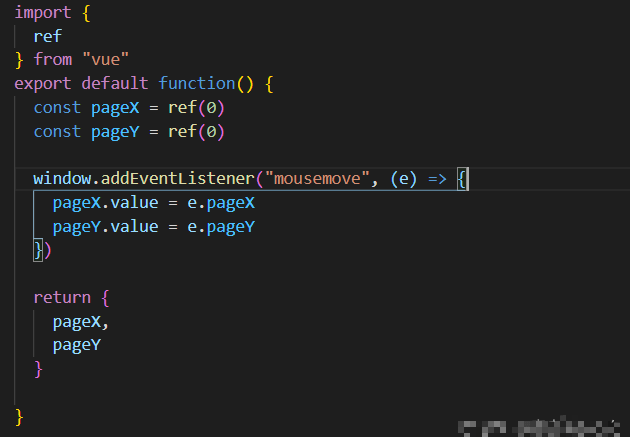 import {
  ref
} from "vue"
export default function() {
  const pageX = ref(0)
  const pageY = ref(0)

  window.addEventListener("mousemove", (e) => {
    pageX.value = e.pageX
    pageY.value = e.pageY
  })

  return {
    pageX,
    pageY
  }

}